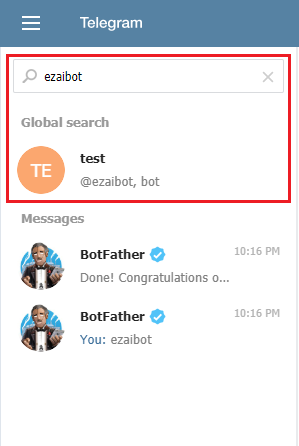 Telegram
ezaibot
Global search
TE
test
@ezaibot, bot
Messages
BotFather 10:16 PM
Done! Congratulations o...
BotFather 10:16 PM
You: ezaibot